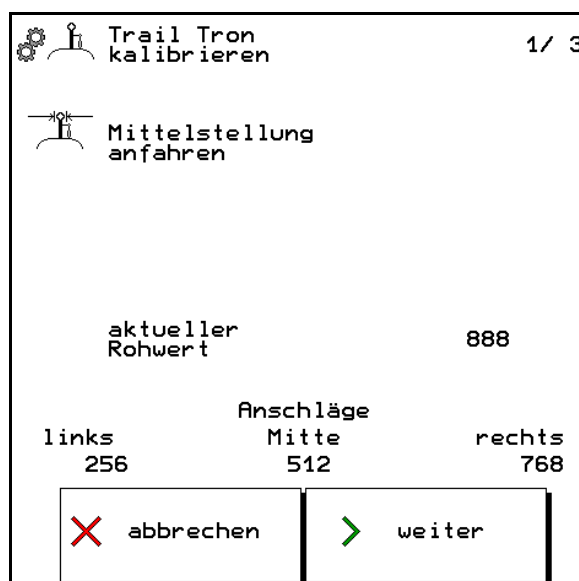 Trail Tron 1/ 3
kalibrieren
Mittelstellung
anfahren
aktueller
Rohwert 888
Anschläge
links Mitte rechts
256 512 768
abbrechen weiter